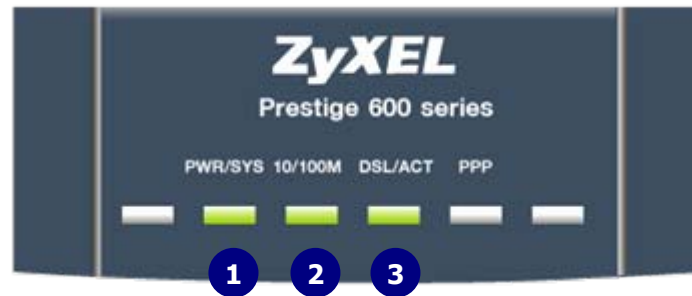 ZyXEL
Prestige 600 series
PWR/SYS 10/100M DSL/ACT PPP
1 2 3